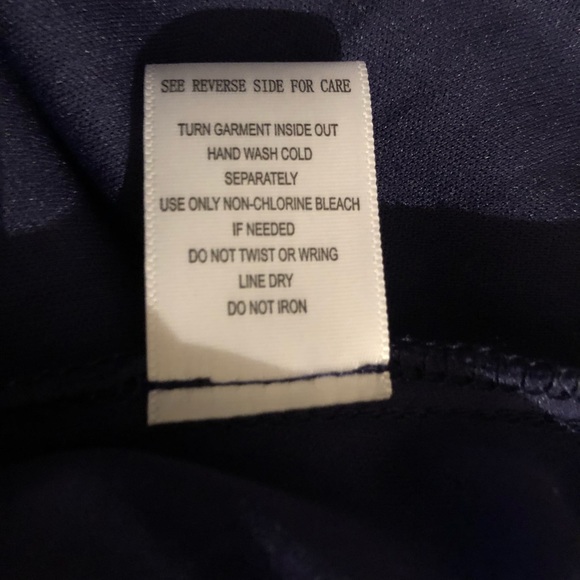 SEE REVERSE SIDE FOR CARE
TURN GARMENT INSIDE OUT
HAND WASH COLD
SEPARATELY
USE ONLY NON-CHLORINE BLEACH
IF NEEDED
DO NOT TWIST OR WRING
LINE DRY
DO NOT IRON